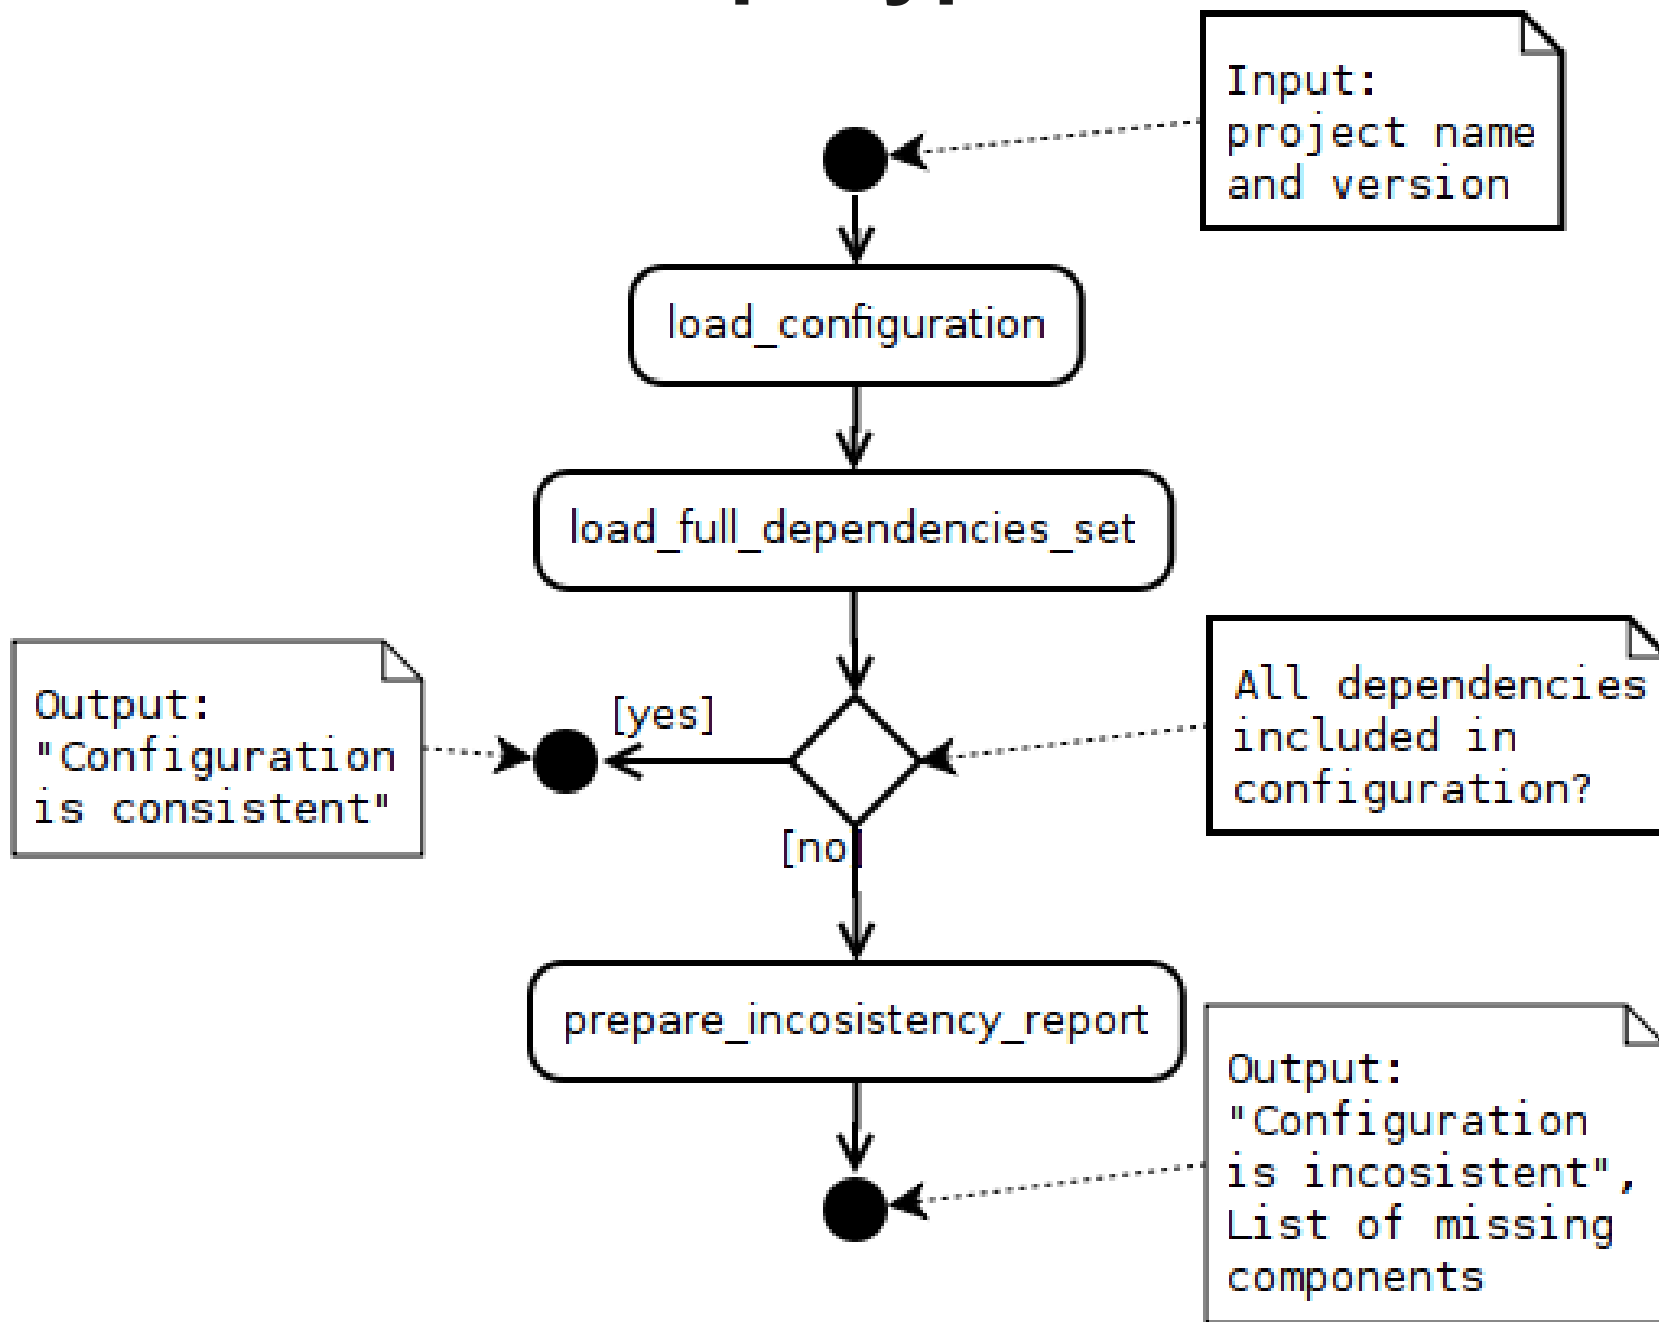 Input:
project name
and version
load_configuration
load_full_dependencies_set
All dependencies
included in
configuration?
[yes]
Output:
"Configuration
is consistent"
[no]
prepare_incosistency_report
Output:
"Configuration
is incosistent",
List of missing
components